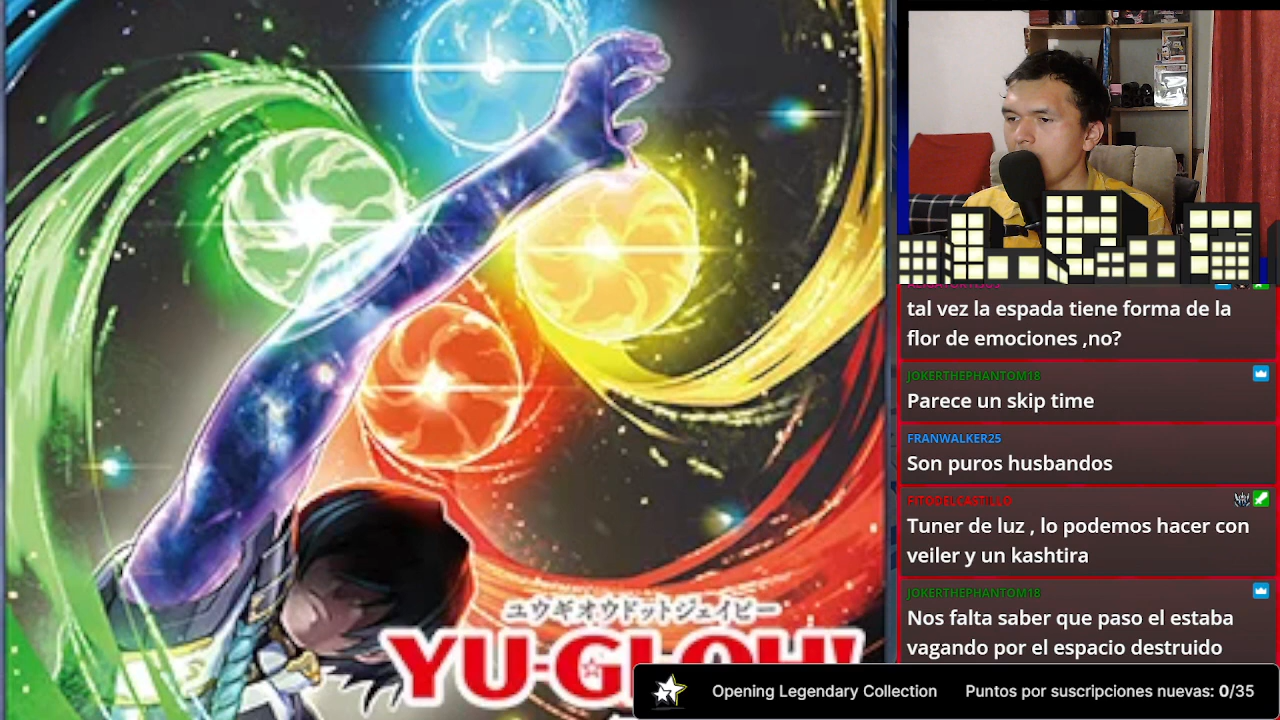 ユウギオウドットジェイピー
YU-GI-OH!
tal vez la espada tiene forma de la
flor de emociones ,no?
JOKERTHEPHANTOM18
Parece un skip time
FRANWALKER25
Son puros husbandos
FITODELCASTILLO
Tuner de luz , lo podemos hacer con
veiler y un kashtira
JOKERTHEPHANTOM18
Nos falta saber que paso el estaba
vagando por el espacio destruido
Opening Legendary Collection Puntos por suscripciones nuevas: 0/35